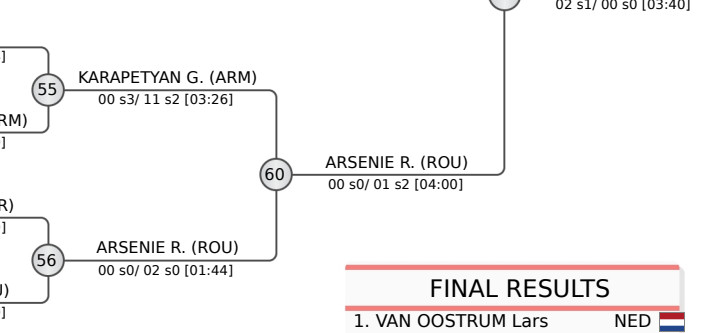 02 s1/ 00 s0 [03:40]
]
55
KARAPETYAN G. (ARM)
00 s3/ 11 s2 [03:26]
RM)
]
60
ARSENIE R. (ROU)
00 s0/ 01 s2 [04:00]
R)
]
56
ARSENIE R. (ROU)
00 s0/ 02 s0 [01:44]
)
]
FINAL RESULTS
1. VAN OOSTRUM Lars NED